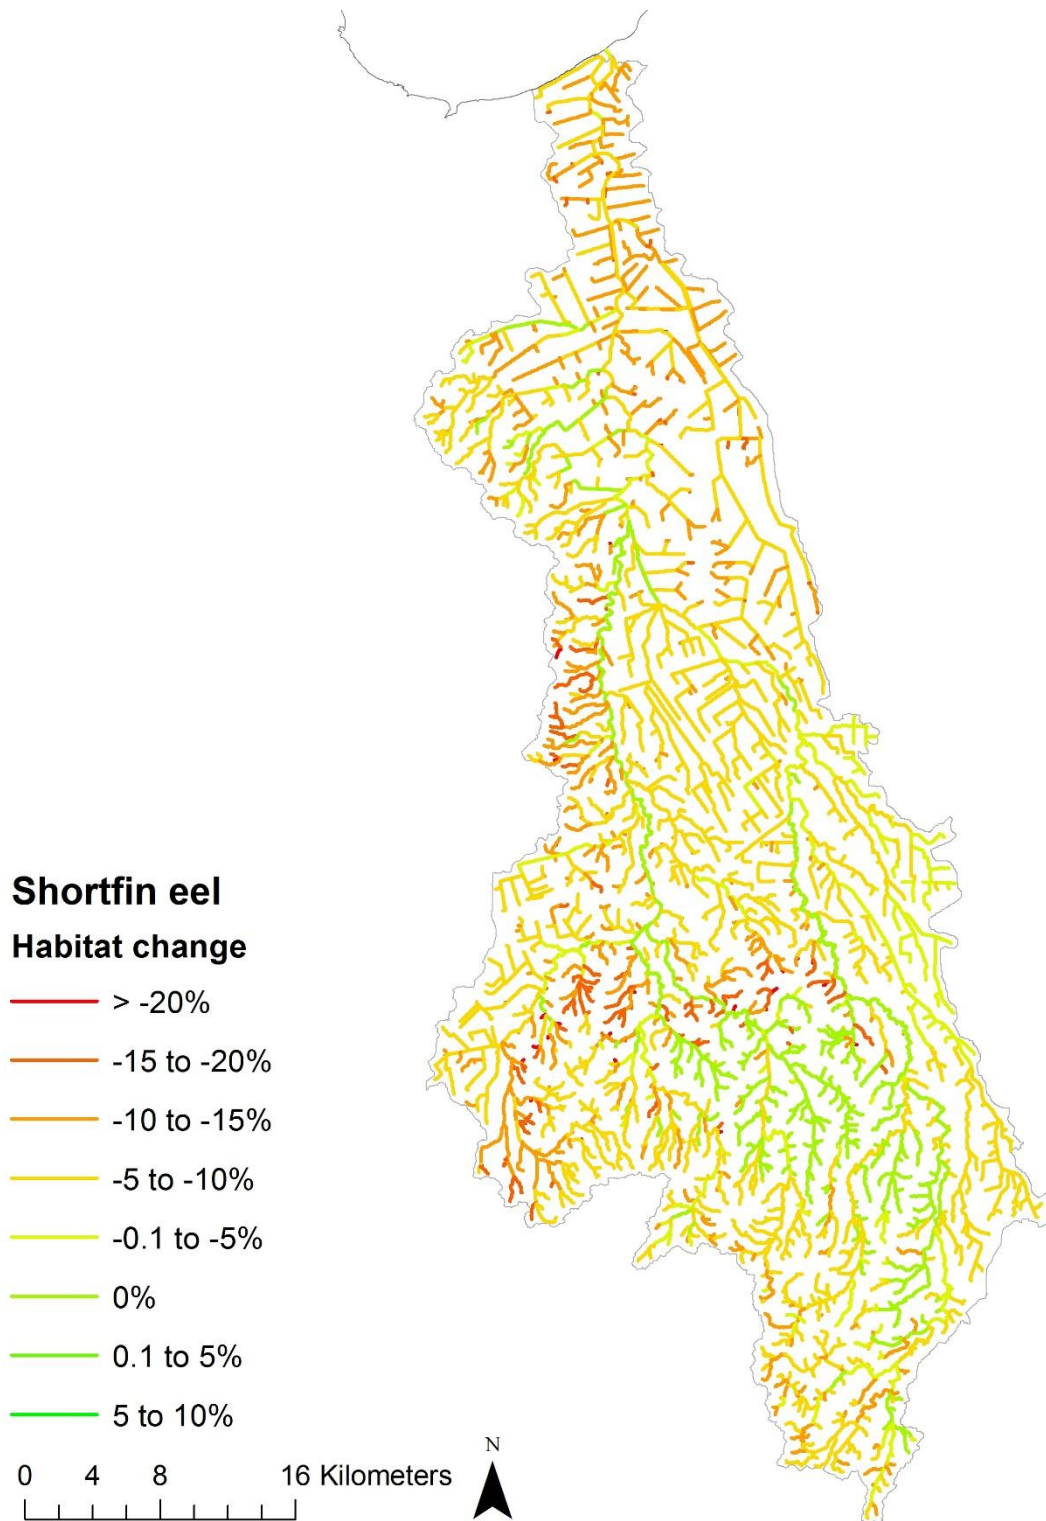 Shortfin eel
Habitat change
> -20%
-15 to -20%
-10 to -15%
-5 to -10%
-0.1 to -5%
0%
0.1 to 5%
5 to 10%
0 4 8 16 Kilometers
N